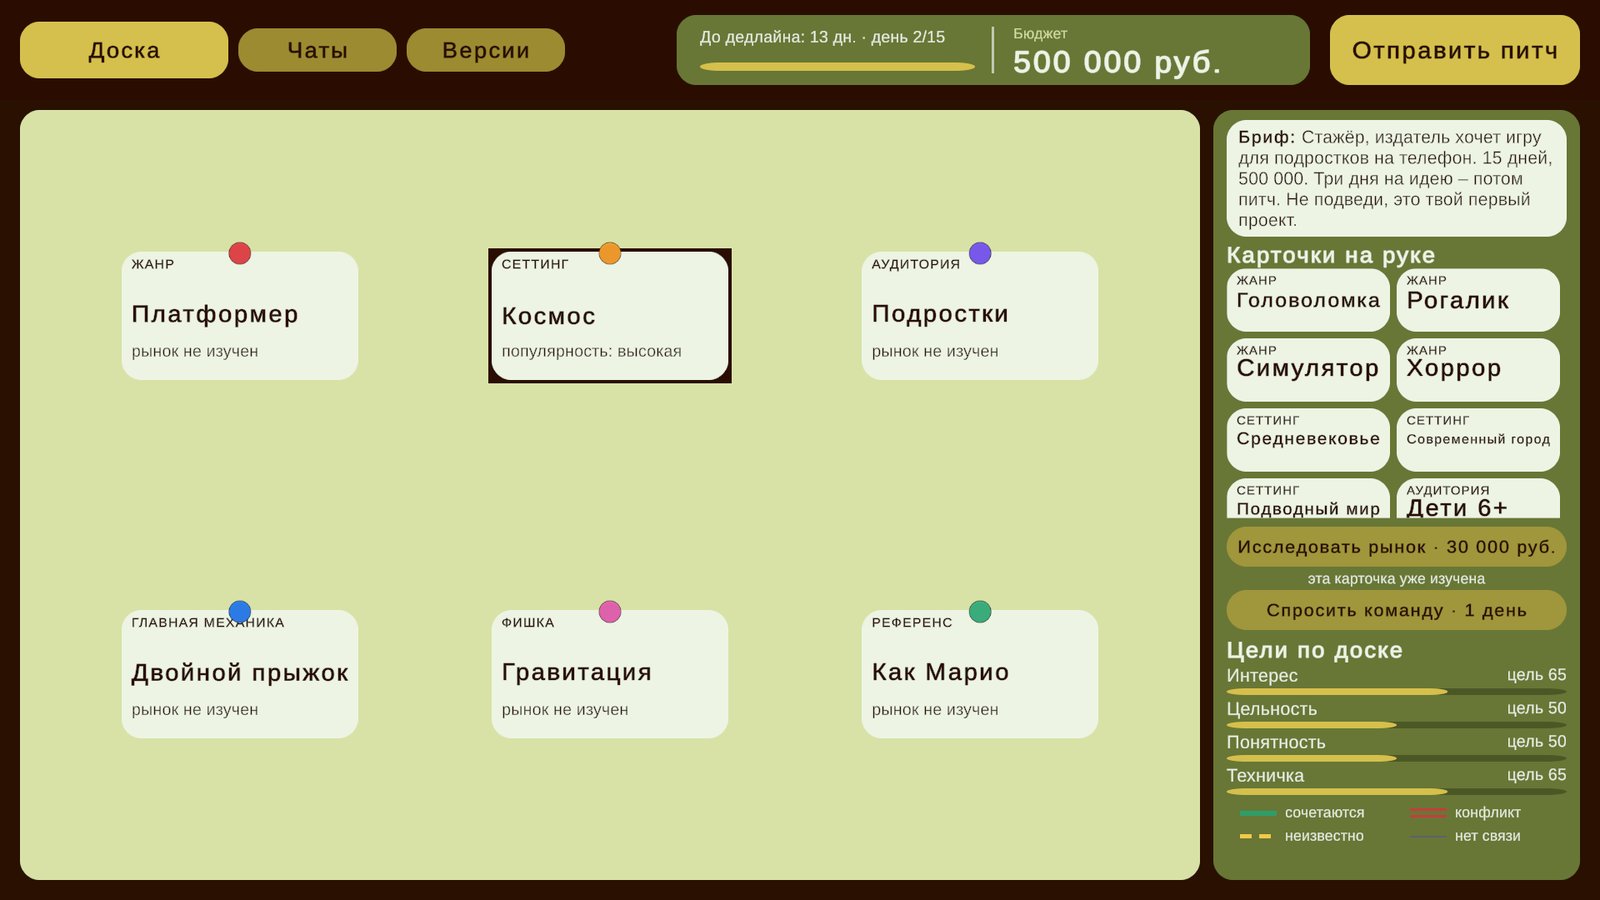 Доска
Чаты
Версии
До дедлайна: 13 дн. · день 2/15
Бюджет
500 000 руб.
Отправить питч
ЖАНР
Платформер
рынок не изучен
СЕТТИНГ
Космос
популярность: высокая
АУДИТОРИЯ
Подростки
рынок не изучен
ГЛАВНАЯ МЕХАНИКА
Двойной прыжок
рынок не изучен
ФИШКА
Гравитация
рынок не изучен
РЕФЕРЕНС
Как Марио
рынок не изучен
Бриф: Стажёр, издатель хочет игру
для подростков на телефон. 15 дней,
500 000. Три дня на идею – потом
питч. Не подведи, это твой первый
проект.
Карточки на руке
ЖАНР
Головоломка
ЖАНР
Рогалик
ЖАНР
Симулятор
ЖАНР
Хоррор
СЕТТИНГ
Средневековье
СЕТТИНГ
Современный город
СЕТТИНГ
Подводный мир
АУДИТОРИЯ
Дети 6+
Исследовать рынок · 30 000 руб.
эта карточка уже изучена
Спросить команду · 1 день
Цели по доске
Интерес цель 65
Цельность цель 50
Понятность цель 50
Техничка цель 65
сочетаются
конфликт
неизвестно
нет связи